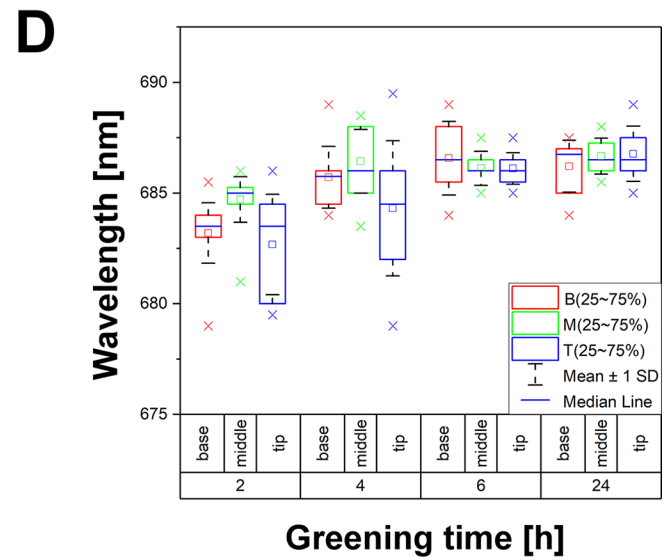 D
Wavelength [nm]
690
685
680
675
B(25~75%)
M(25~75%)
T(25~75%)
Mean ± 1 SD
Median Line
base middle tip base middle tip base middle tip base middle tip
2 4 6 24
Greening time [h]